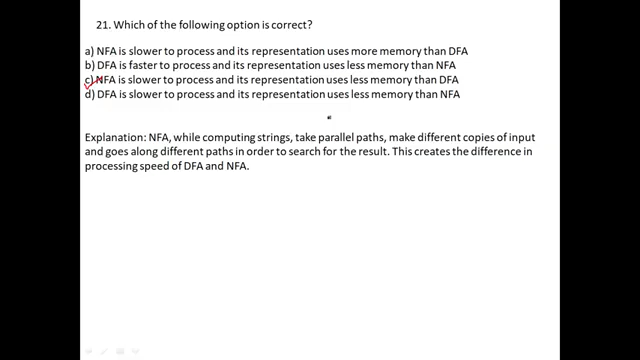 21. Which of the following option is correct?
a) NFA is slower to process and its representation uses more memory than DFA
b) DFA is faster to process and its representation uses less memory than NFA
c) NFA is slower to process and its representation uses less memory than DFA
d) DFA is slower to process and its representation uses less memory than NFA
Explanation: NFA, while computing strings, take parallel paths, make different copies of input
and goes along different paths in order to search for the result. This creates the difference in
processing speed of DFA and NFA.